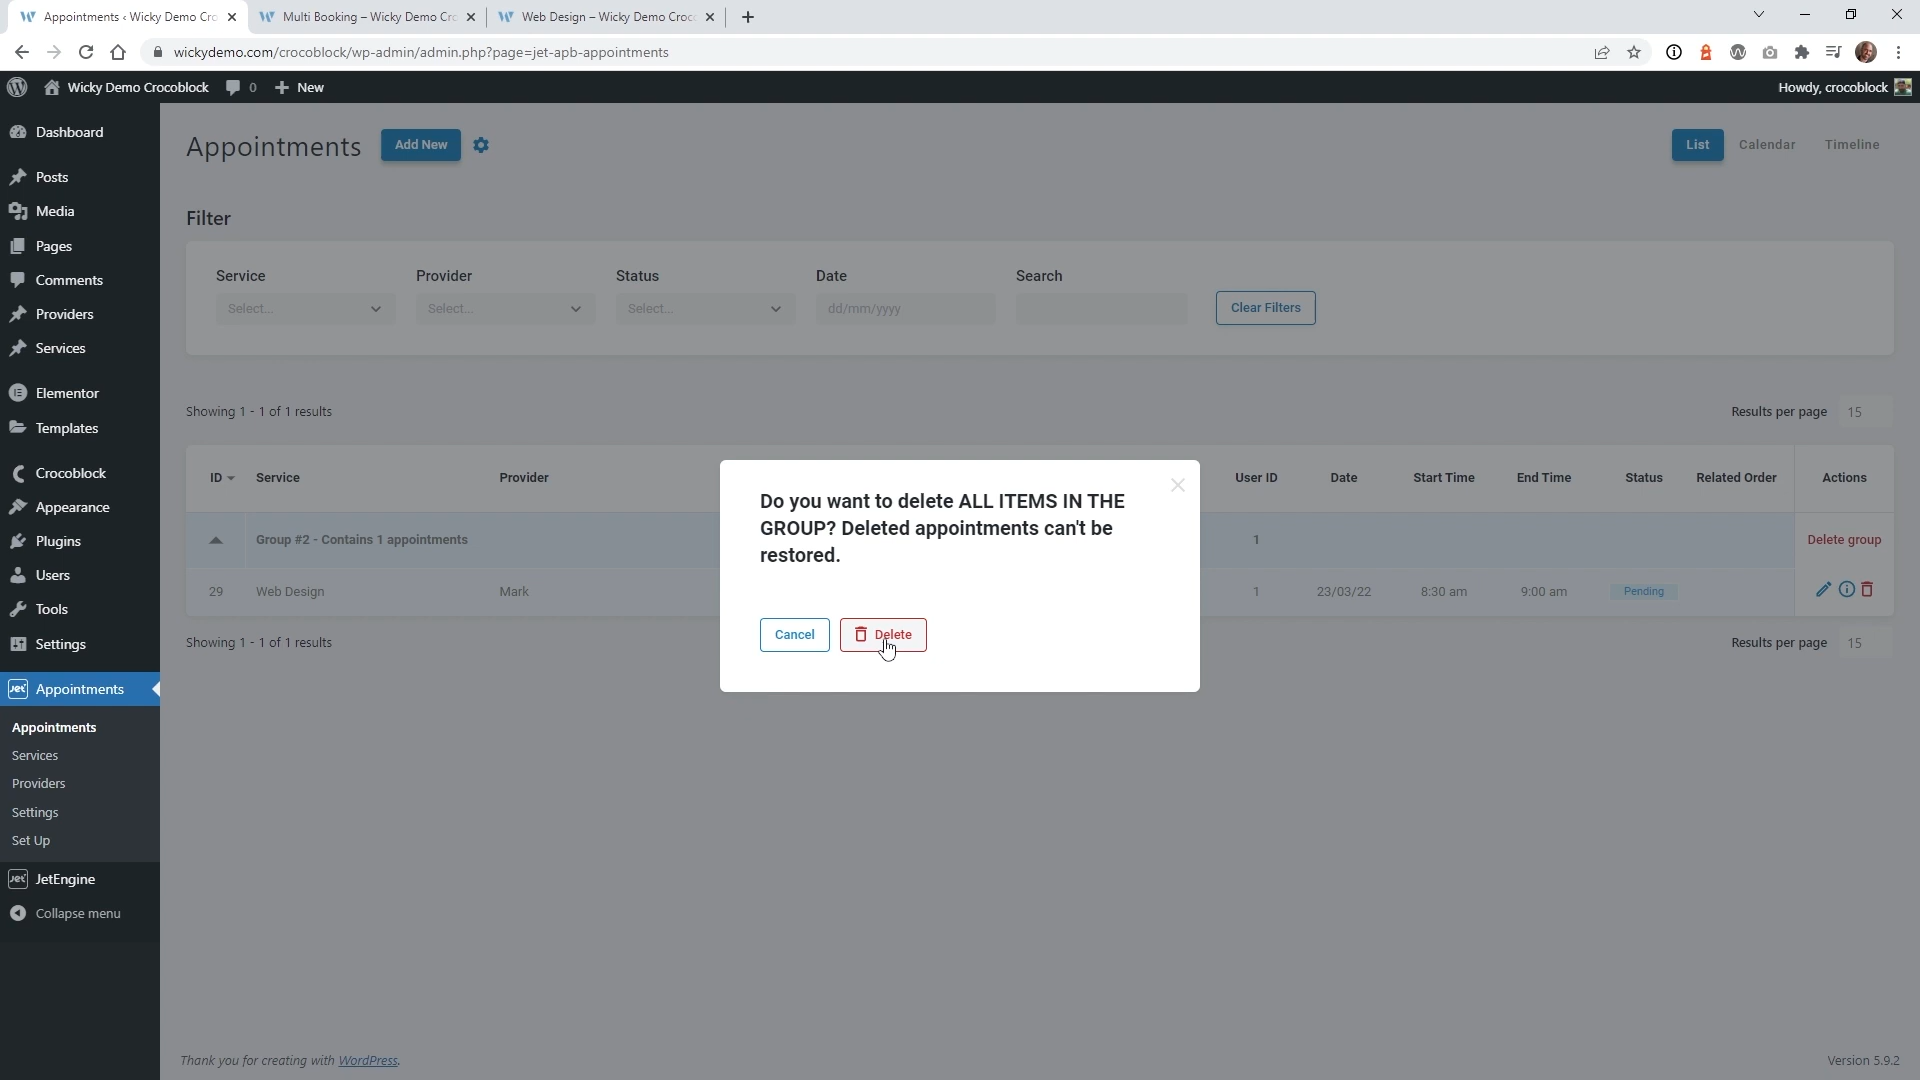 Appointments ‹ Wicky Demo Cro
Multi Booking – Wicky Demo Cro
Web Design – Wicky Demo Croc
wickydemo.com/crocoblock/wp-admin/admin.php?page=jet-apb-appointments
Wicky Demo Crocoblock
0
New
Howdy, crocoblock
Dashboard
Posts
Media
Pages
Comments
Providers
Services
Elementor
Templates
Crocoblock
Appearance
Plugins
Users
Tools
Settings
Jet Appointments
Appointments
Services
Providers
Settings
Set Up
Jet JetEngine
Collapse menu
Appointments
Add New
List
Calendar
Timeline
Filter
Service
Provider
Status
Date
Search
Select...
Select...
Select...
dd/mm/yyyy
Clear Filters
Showing 1 - 1 of 1 results
Results per page 15
ID
Service
Provider
User ID
Date
Start Time
End Time
Status
Related Order
Actions
Group #2 - Contains 1 appointments
1
Delete group
29
Web Design
Mark
1
23/03/22
8:30 am
9:00 am
Pending
Showing 1 - 1 of 1 results
Results per page 15
Do you want to delete ALL ITEMS IN THE
GROUP? Deleted appointments can't be
restored.
Cancel
Delete
Thank you for creating with WordPress.
Version 5.9.2